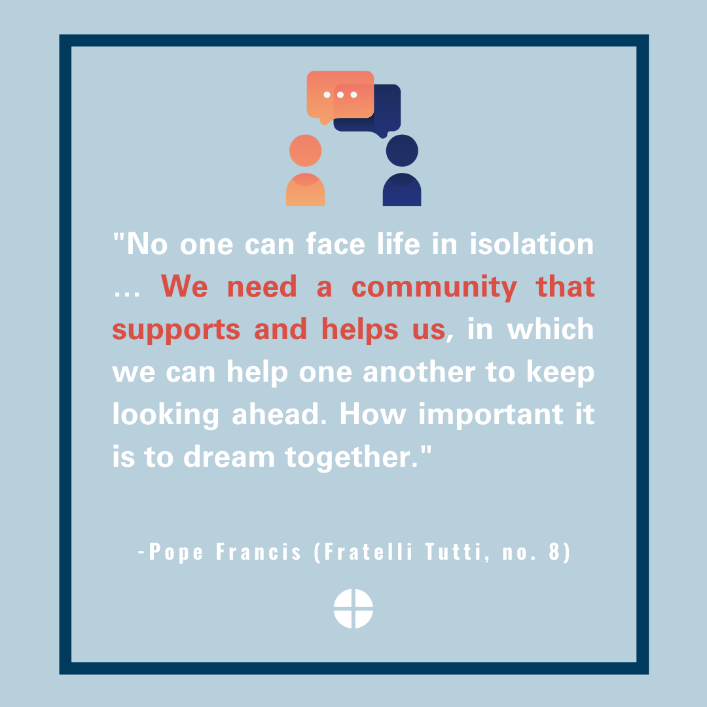 "No one can face life in isolation
... We need a community that
supports and helps us, in which
we can help one another to keep
looking ahead. How important it
is to dream together."
-Pope Francis (Fratelli Tutti, no. 8)